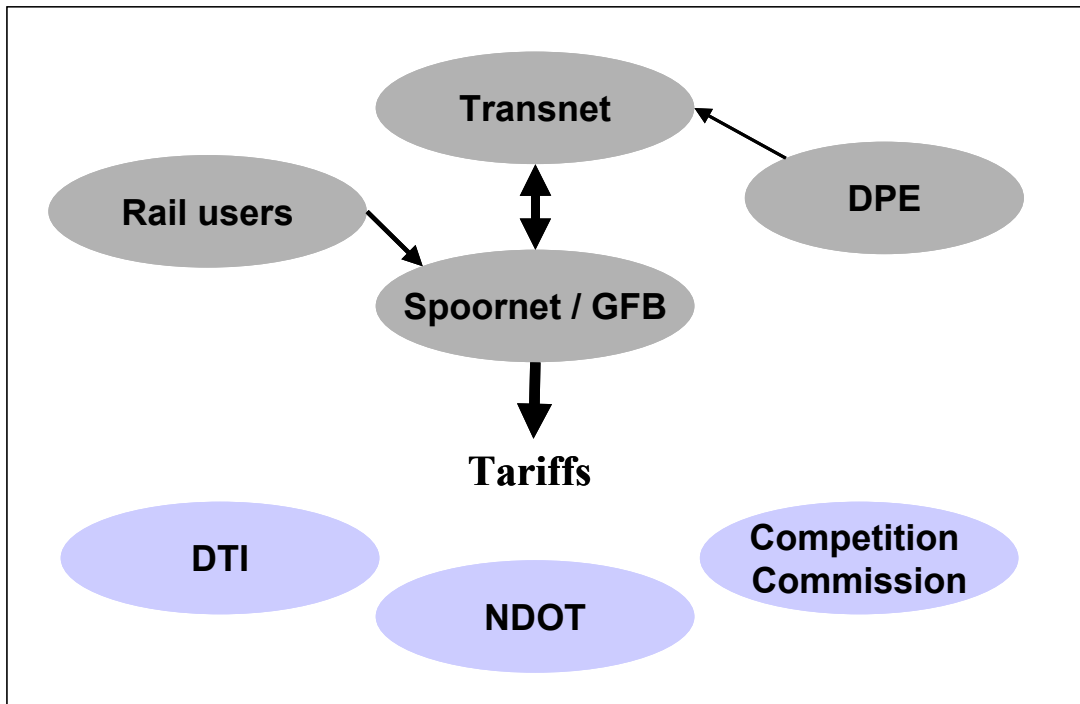 Transnet
Rail users
DPE
Spoornet / GFB
Tariffs
DTI
Competition
Commission
NDOT